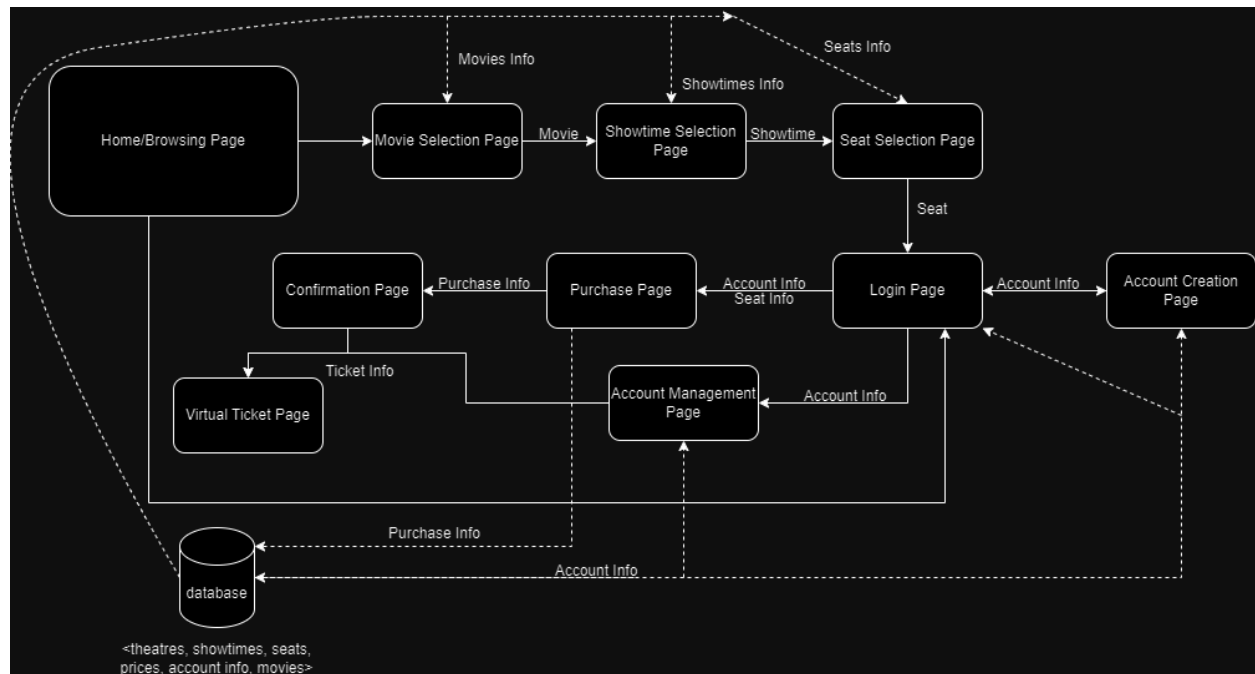 Seats Info
Movies Info
Showtimes Info
Home/Browsing Page
Movie Selection Page
Movie
Showtime Selection
Page
Showtime
Seat Selection Page
Seat
Confirmation Page
Purchase Info
Purchase Page
Account Info
Seat Info
Login Page
Account Info
Account Creation
Page
Ticket Info
Virtual Ticket Page
Account Management
Page
Account Info
Purchase Info
Account Info
database
<theatres, showtimes, seats,
prices, account info, movies>